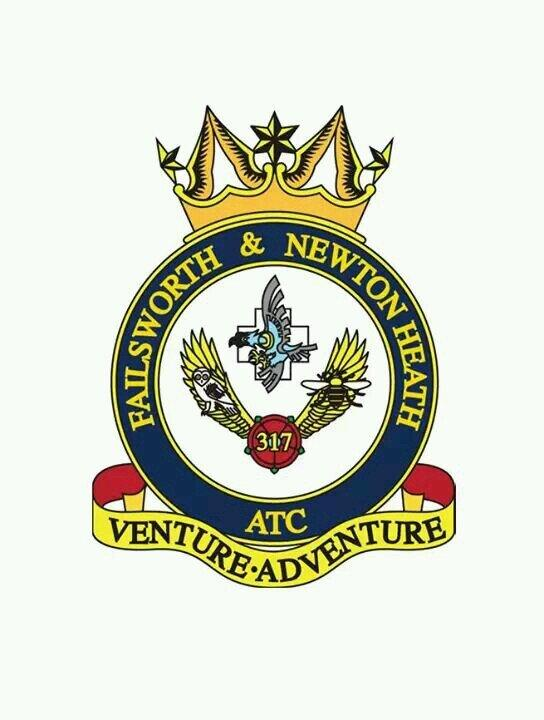 FAILSWORTH & NEWTON HEATH
317
ATC
VENTURE·ADVENTURE